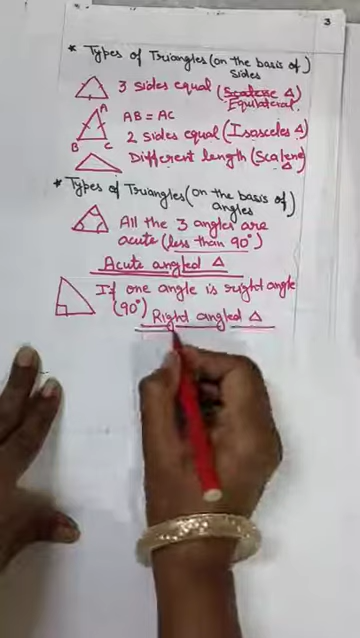 3
* Types of Triangles (on the basis of)
sides
3 sides equal (Scalene Δ)
Equilateral
A
AB = AC
B C 2 sides equal (Isasceles Δ)
Different length (Scalene
Δ)
* Types of Triangles (on the basis of)
angles
All the 3 angles are
acute (less than 90°)
Acute angled Δ
If one angle is right angle
(90°) Right angled Δ